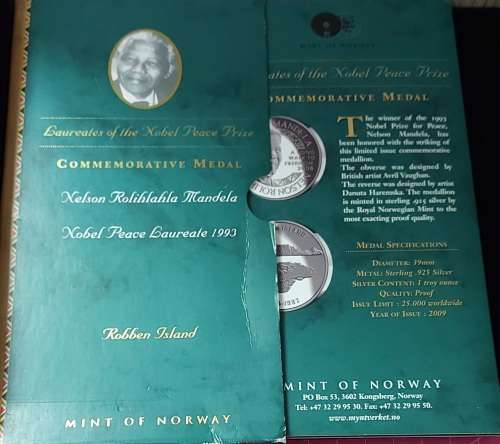 Laureates of the Nobel Peace Prize
COMMEMORATIVE MEDAL
Nelson Rolihlahla Mandela
Nobel Peace Laureate 1993
Robben Island
MINT OF NORWAY
MINT OF NORWAY
Laureates of the Nobel Peace Prize
COMMEMORATIVE MEDAL
The winner of the 1993
Nobel Prize for Peace,
Nelson Mandela, has
been honored with the striking of
this limited issue commemorative
medallion.
The obverse was designed by
British artist Avril Vaughan.
The reverse was designed by artist
Danuta Haremska. The medallion
is minted in sterling .925 silver by
the Royal Norwegian Mint to the
most exacting proof quality.
MEDAL SPECIFICATIONS
DIAMETER: 39mm
METAL: Sterling .925 Silver
SILVER CONTENT: 1 troy ounce
QUALITY: Proof
ISSUE LIMIT : 25.000 worldwide
YEAR OF ISSUE : 2009
MINT OF NORWAY
PO Box 53, 3602 Kongsberg, Norway
Tel: +47 32 29 95 30. Fax: +47 32 29 95 50.
www.myntverket.no
MANDELA